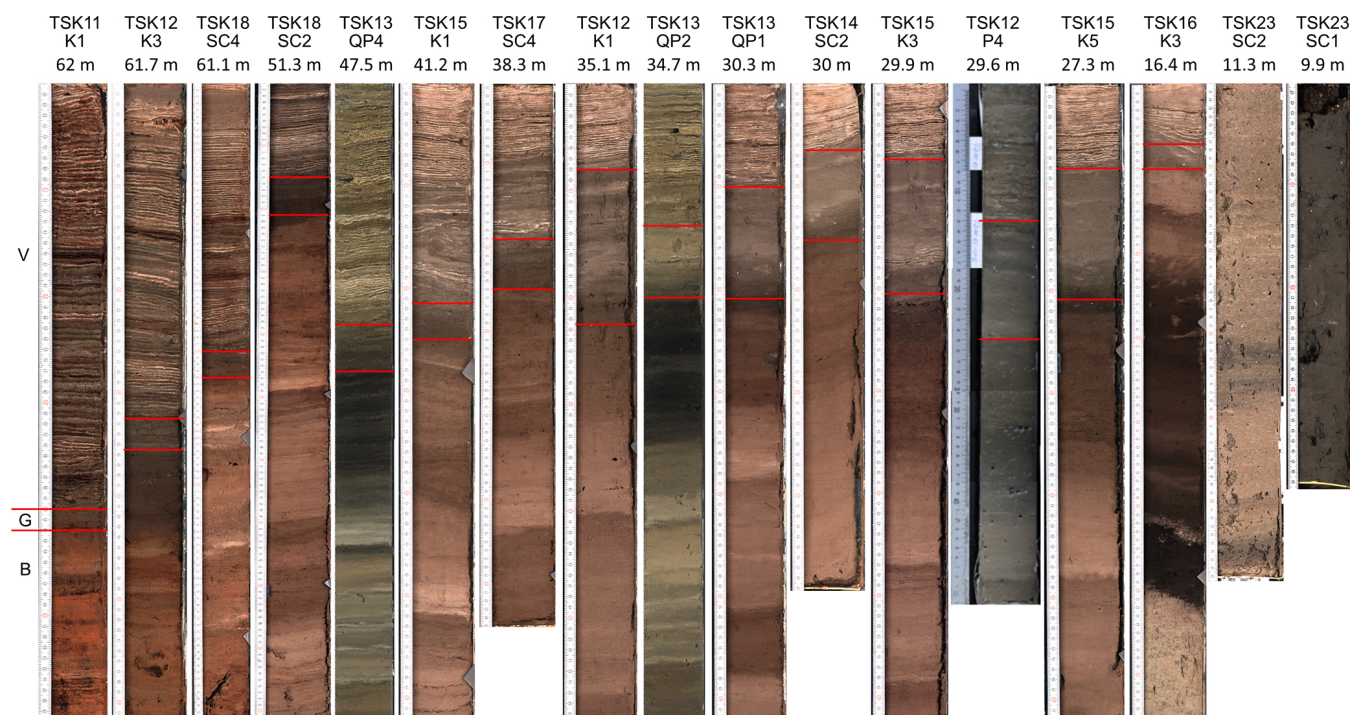 TSK11 TSK12 TSK18 TSK18 TSK13 TSK15 TSK17 TSK12 TSK13 TSK13 TSK14 TSK15 TSK12 TSK15 TSK16 TSK23 TSK23
K1 K3 SC4 SC2 QP4 K1 SC4 K1 QP2 QP1 SC2 K3 P4 K5 K3 SC2 SC1
62 m 61.7 m 61.1 m 51.3 m 47.5 m 41.2 m 38.3 m 35.1 m 34.7 m 30.3 m 30 m 29.9 m 29.6 m 27.3 m 16.4 m 11.3 m 9.9 m
V
G
B